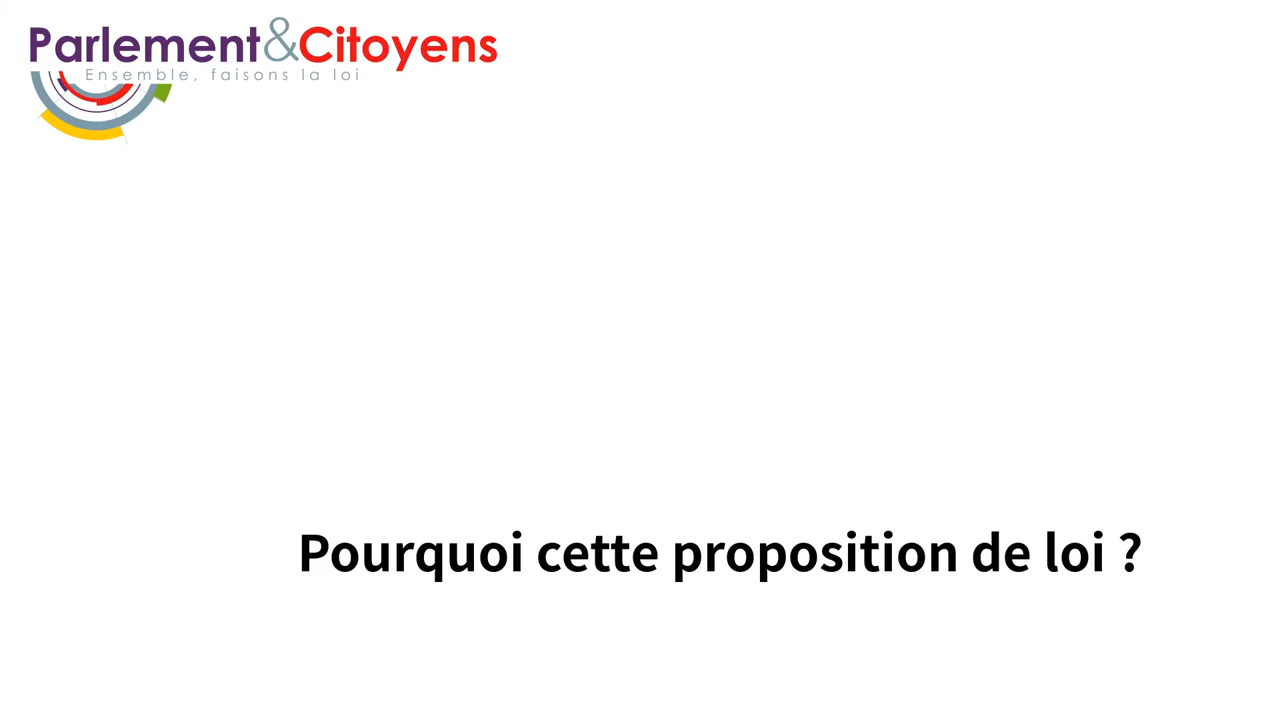 Parlement&Citoyens
Ensemble, faisons la loi
Pourquoi cette proposition de loi ?